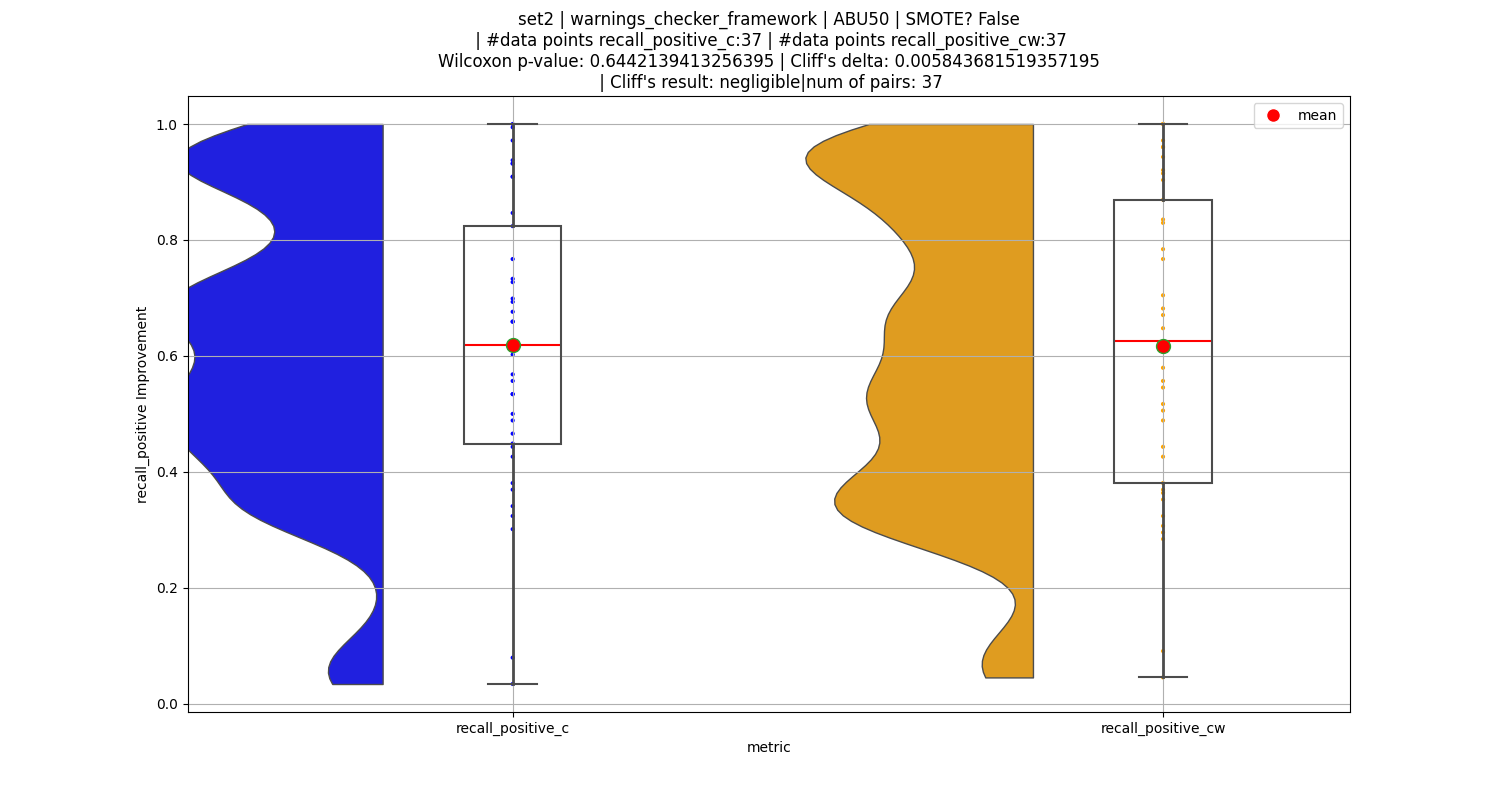 set2 | warnings_checker_framework | ABU50 | SMOTE? False
| #data points recall_positive_c:37 | #data points recall_positive_cw:37
Wilcoxon p-value: 0.6442139413256395 | Cliff's delta: 0.005843681519357195
| Cliff's result: negligible|num of pairs: 37
mean
1.0
0.8
0.6
0.4
0.2
0.0
recall_positive Improvement
recall_positive_c
recall_positive_cw
metric